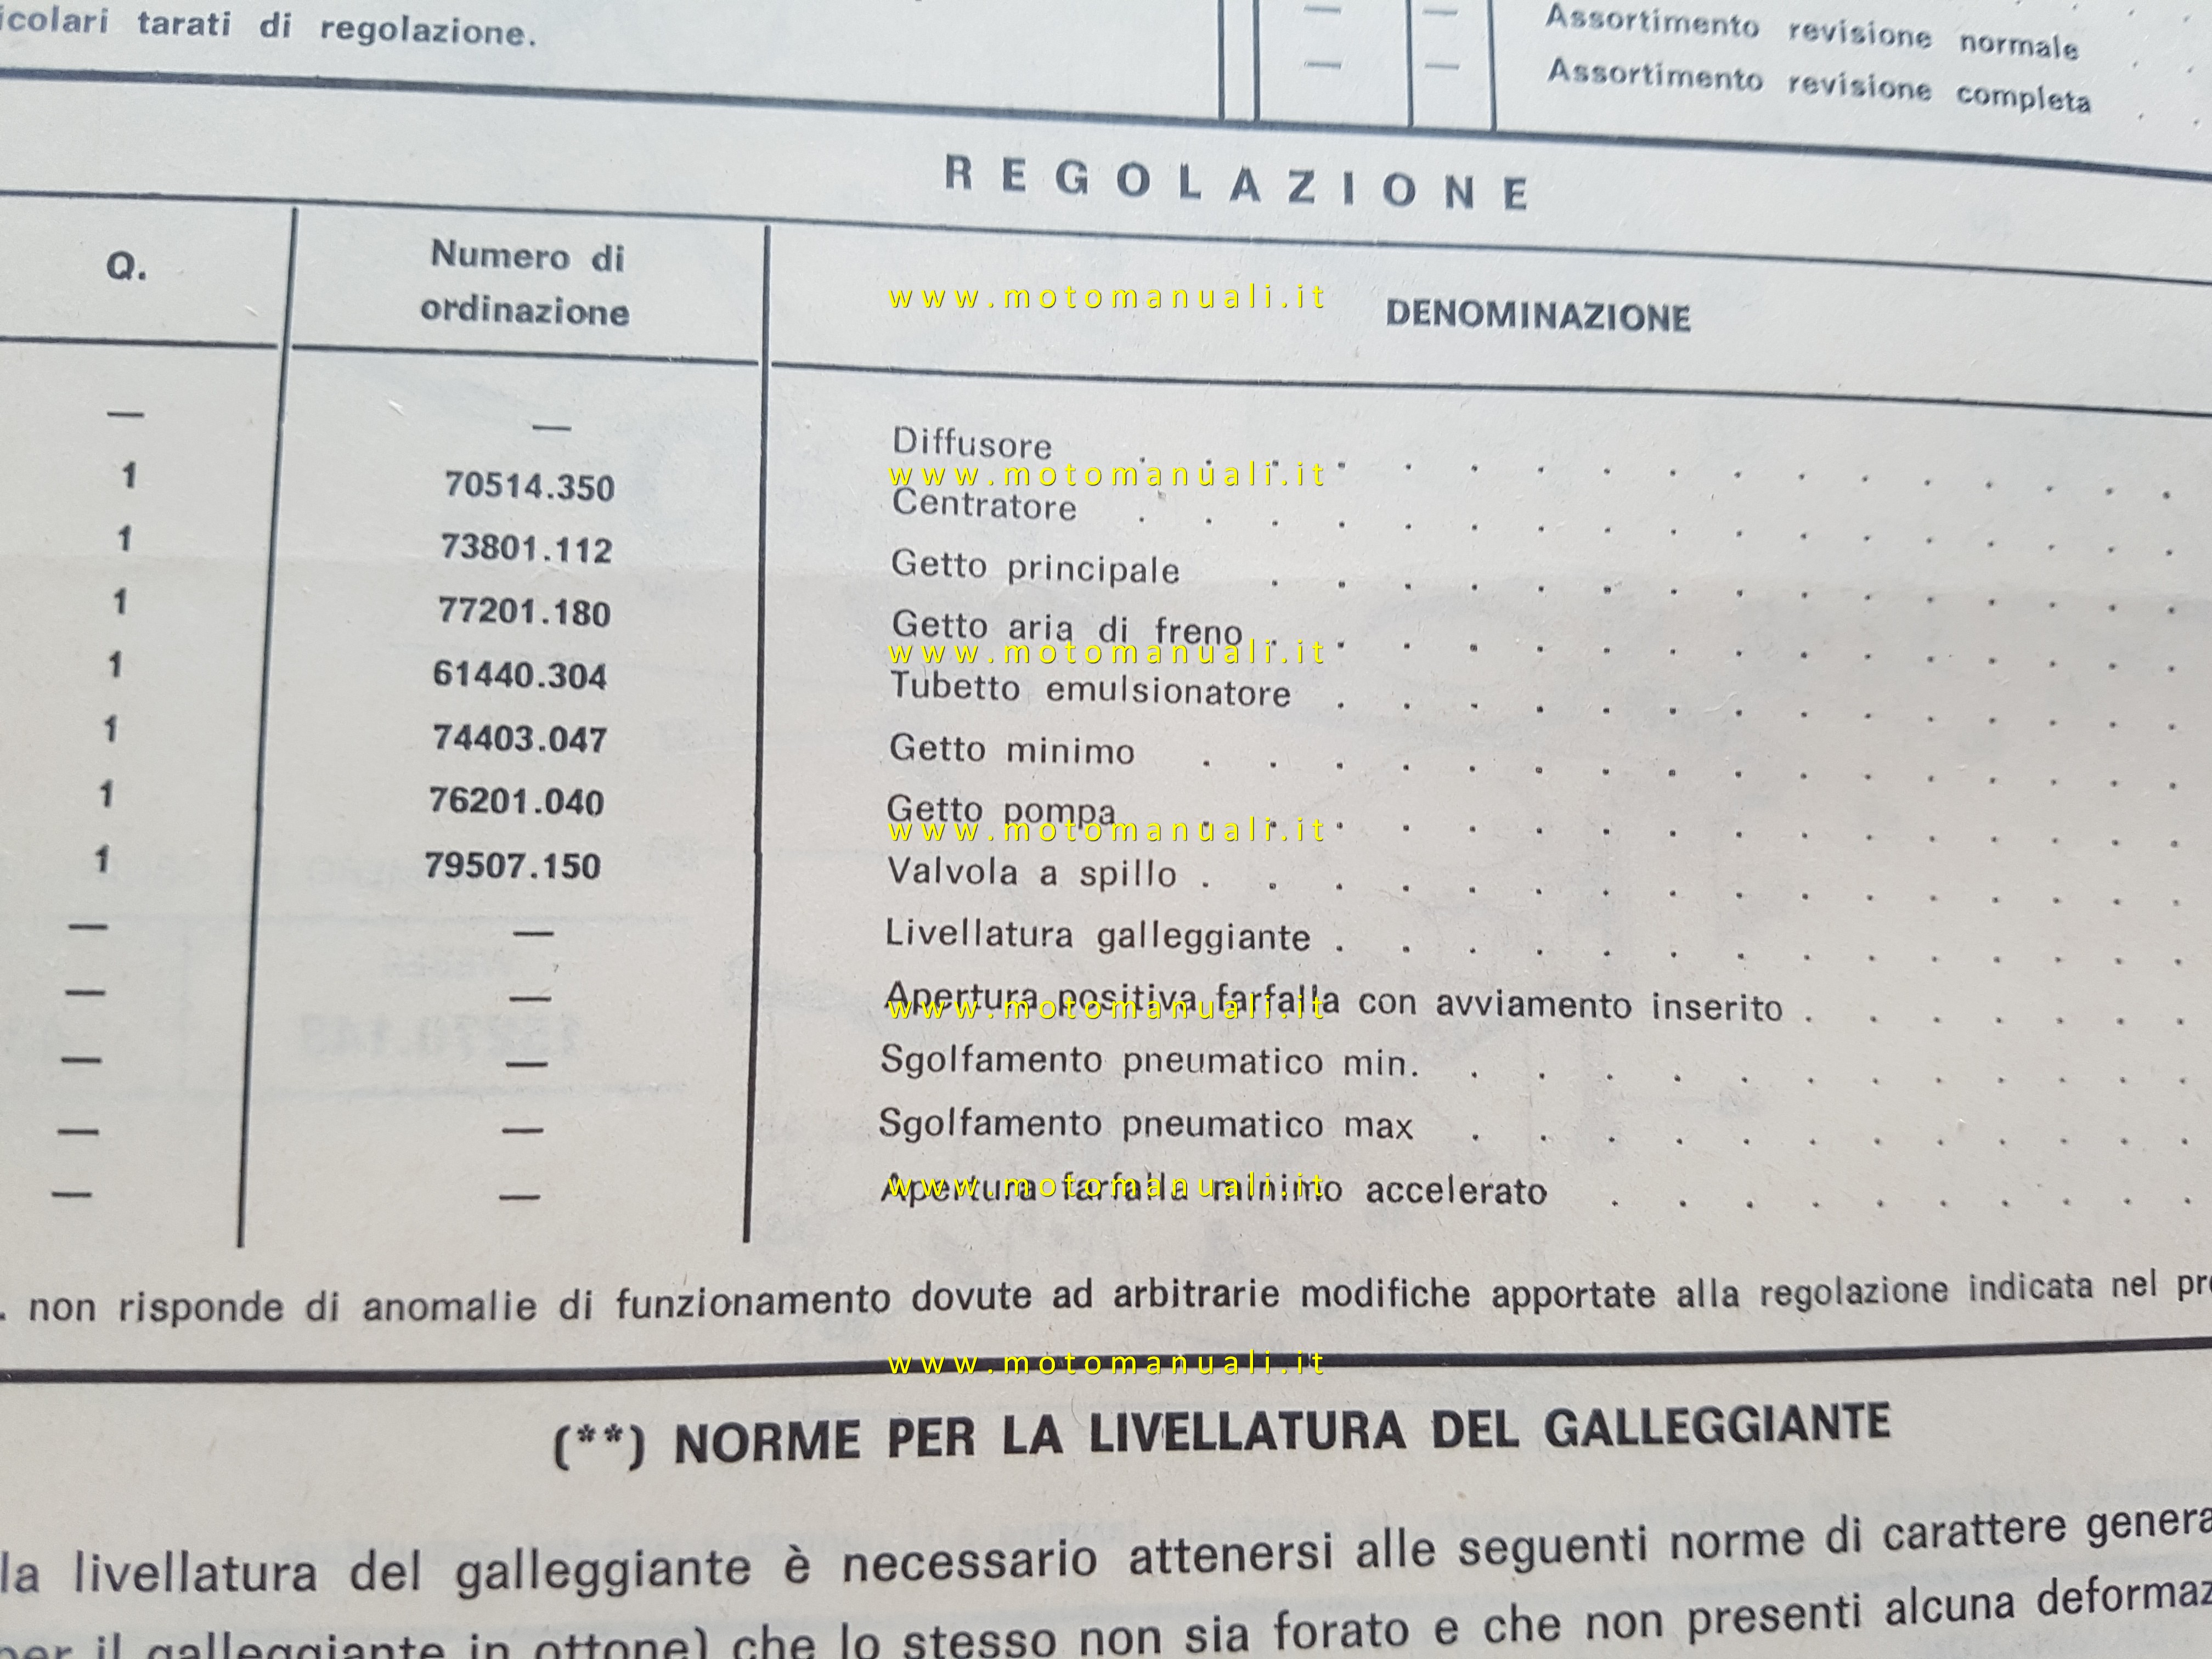 tarati di regolazione.
— — Assortimento revisione normale
— — Assortimento revisione completa
REGOLAZIONE
Q. Numero di ordinazione DENOMINAZIONE
— — Diffusore
1 70514.350 Centratore
1 73801.112 Getto principale
1 77201.180 Getto aria di freno
1 61440.304 Tubetto emulsionatore
1 74403.047 Getto minimo
1 76201.040 Getto pompa
1 79507.150 Valvola a spillo
— — Livellatura galleggiante
— — Apertura positiva farfalla con avviamento inserito
— — Sgolfamento pneumatico min.
— — Sgolfamento pneumatico max
— — Apertura farfalla minimo accelerato
www.motomanuali.it
www.motomanuali.it
www.motomanuali.it
www.motomanuali.it
www.motomanuali.it
www.motomanuali.it
www.motomanuali.it
. non risponde di anomalie di funzionamento dovute ad arbitrarie modifiche apportate alla regolazione indicata nel
(**) NORME PER LA LIVELLATURA DEL GALLEGGIANTE
la livellatura del galleggiante è necessario attenersi alle seguenti norme di carattere
per il galleggiante in ottone) che lo stesso non sia forato e che non presenti alcuna